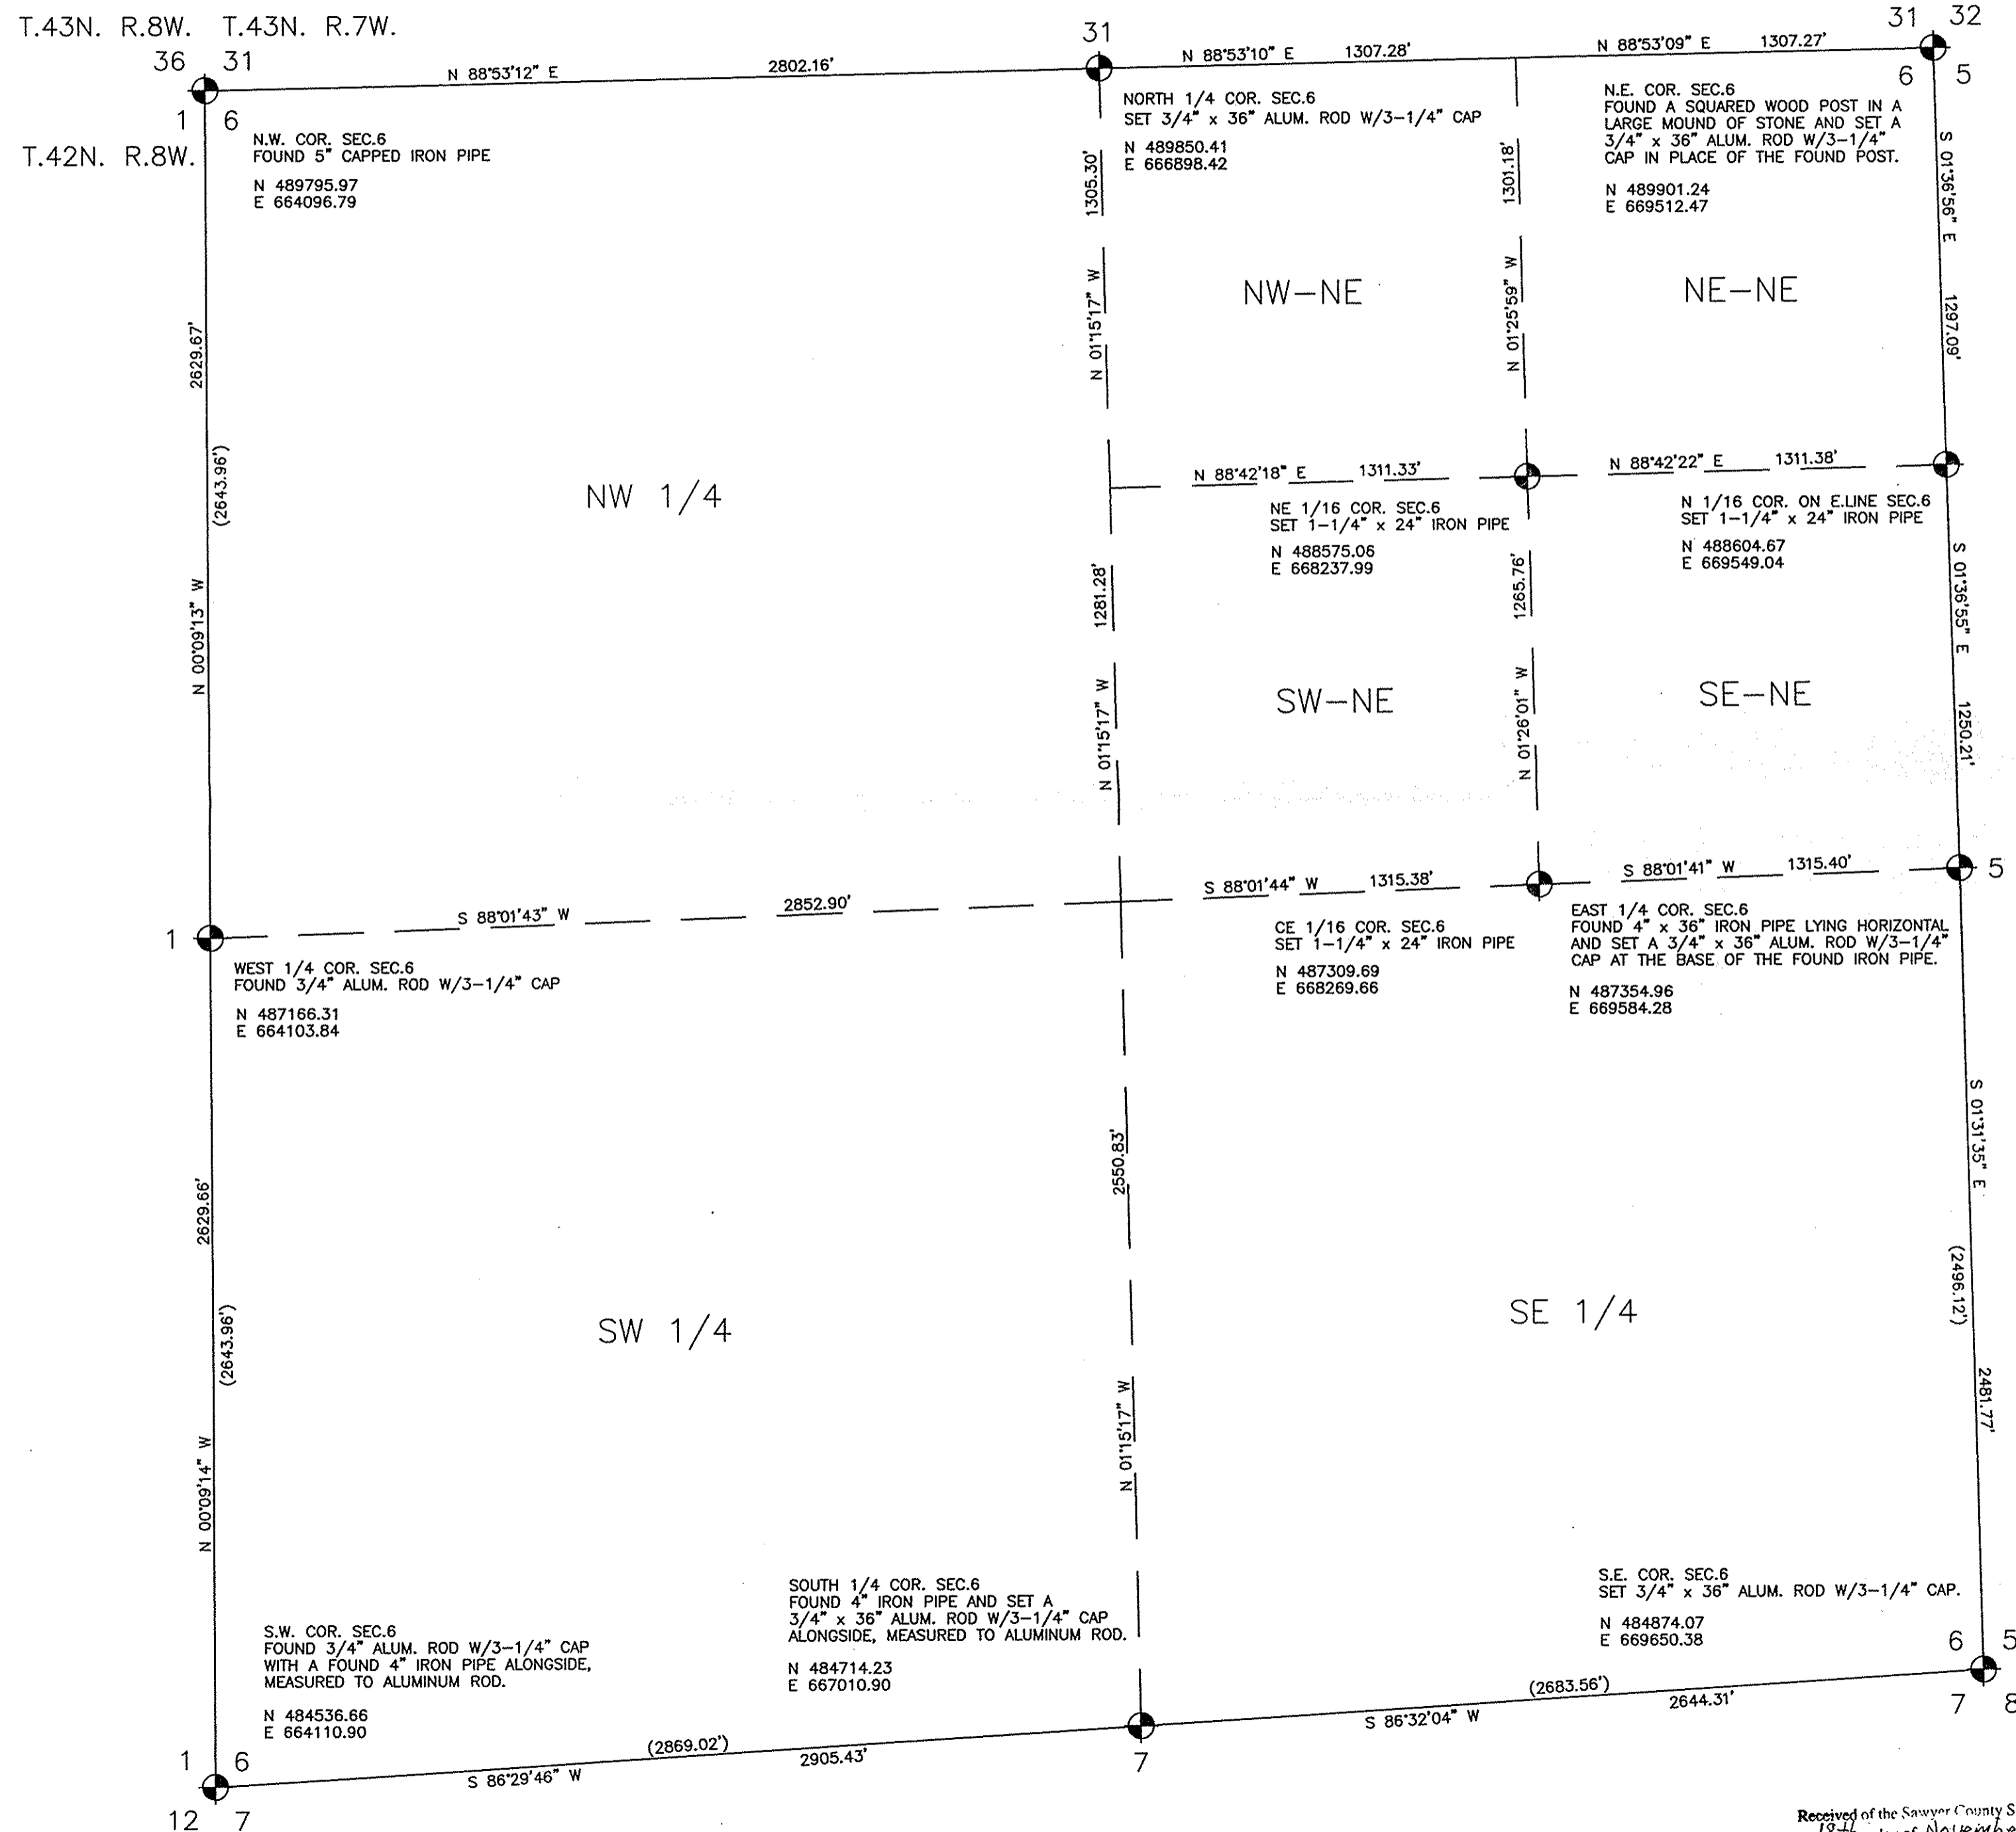 T.43N. R.8W. T.43N. R.7W.
36 31
31
31 32
N 88°53'12" E 2802.16'
N 88°53'10" E 1307.28'
N 88°53'09" E 1307.27'
6 5
1 6
T.42N. R.8W.
N.W. COR. SEC.6
FOUND 5" CAPPED IRON PIPE
N 489795.97
E 664096.79
NORTH 1/4 COR. SEC.6
SET 3/4" x 36" ALUM. ROD W/3-1/4" CAP
N 489850.41
E 666898.42
N.E. COR. SEC.6
FOUND A SQUARED WOOD POST IN A
LARGE MOUND OF STONE AND SET A
3/4" x 36" ALUM. ROD W/3-1/4"
CAP IN PLACE OF THE FOUND POST.
N 489901.24
E 669512.47
1305.30'
N 01°15'17" W
1301.18'
N 01°25'59" W
S 01°36'56" E
1297.09'
NW-NE
NE-NE
2629.67'
(2643.96')
N 00°09'13" W
NW 1/4
N 88°42'18" E 1311.33'
N 88°42'22" E 1311.38'
NE 1/16 COR. SEC.6
SET 1-1/4" x 24" IRON PIPE
N 488575.06
E 668237.99
N 1/16 COR. ON E.LINE SEC.6
SET 1-1/4" x 24" IRON PIPE
N 488604.67
E 669549.04
1281.28'
N 01°15'17" W
1265.76'
N 01°26'01" W
S 01°36'55" E
1250.21'
SW-NE
SE-NE
1
S 88°01'43" W 2852.90'
S 88°01'44" W 1315.38'
S 88°01'41" W 1315.40'
5
WEST 1/4 COR. SEC.6
FOUND 3/4" ALUM. ROD W/3-1/4" CAP
N 487166.31
E 664103.84
CE 1/16 COR. SEC.6
SET 1-1/4" x 24" IRON PIPE
N 487309.69
E 668269.66
EAST 1/4 COR. SEC.6
FOUND 4" x 36" IRON PIPE LYING HORIZONTAL
AND SET A 3/4" x 36" ALUM. ROD W/3-1/4"
CAP AT THE BASE OF THE FOUND IRON PIPE.
N 487354.96
E 669584.28
2629.66'
(2643.96')
N 00°09'14" W
2550.83'
N 01°15'17" W
S 01°31'35" E
(2496.12')
2481.77'
SW 1/4
SE 1/4
S.W. COR. SEC.6
FOUND 3/4" ALUM. ROD W/3-1/4" CAP
WITH A FOUND 4" IRON PIPE ALONGSIDE,
MEASURED TO ALUMINUM ROD.
N 484536.66
E 664110.90
SOUTH 1/4 COR. SEC.6
FOUND 4" IRON PIPE AND SET A
3/4" x 36" ALUM. ROD W/3-1/4" CAP
ALONGSIDE, MEASURED TO ALUMINUM ROD.
N 484714.23
E 667010.90
S.E. COR. SEC.6
SET 3/4" x 36" ALUM. ROD W/3-1/4" CAP.
N 484874.07
E 669650.38
6 5
7 8
(2683.56')
S 86°32'04" W 2644.31'
7
1 6
(2869.02')
S 86°29'46" W 2905.43'
12 7
Received of the Sawyer County S
18th November